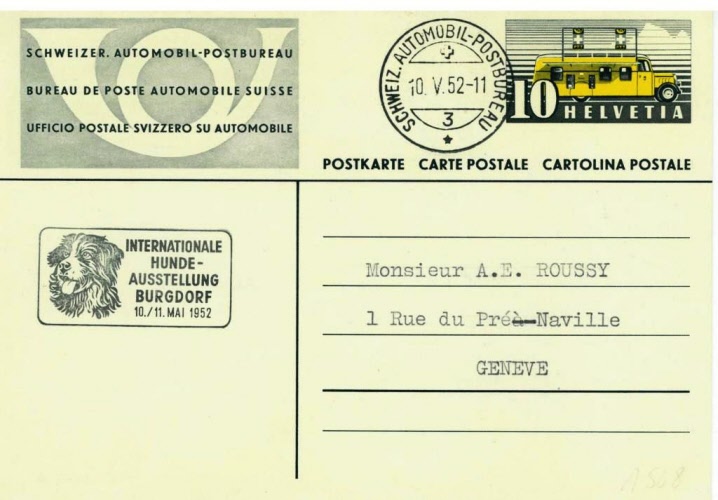 SCHWEIZER. AUTOMOBIL-POSTBUREAU
BUREAU DE POSTE AUTOMOBILE SUISSE
UFFICIO POSTALE SVIZZERO SU AUTOMOBILE
SCHWEIZ. AUTOMOBIL-POSTBUREAU
10. V. 52-11
3
10 HELVETIA
POSTKARTE CARTE POSTALE CARTOLINA POSTALE
INTERNATIONALE
HUNDE-
AUSSTELLUNG
BURGDORF
10./11. MAI 1952
Monsieur A.E. ROUSSY
1 Rue du Pré-Naville
GENEVE